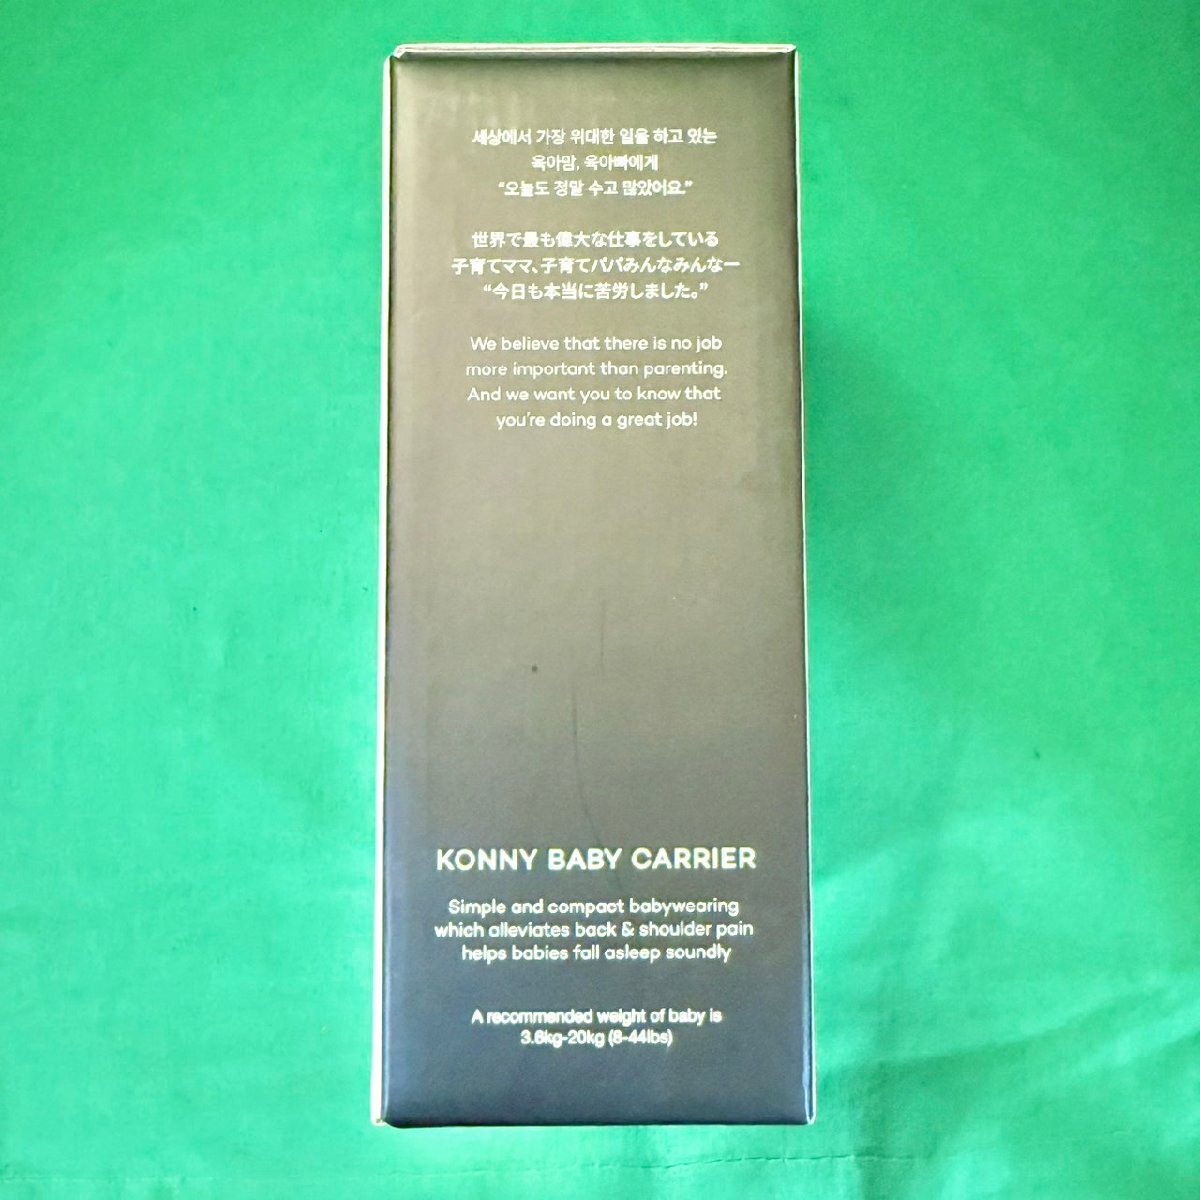 세상에서 가장 위대한 일을 하고 있는
육아맘, 육아빠에게
“오늘도 정말 수고 많았어요.”
世界で最も偉大な仕事をしている
子育てママ、子育てパパみんなみんなー
“今日も本当に苦労しました。”
We believe that there is no job
more important than parenting.
And we want you to know that
you're doing a great job!
KONNY BABY CARRIER
Simple and compact babywearing
which alleviates back & shoulder pain
helps babies fall asleep soundly
A recommended weight of baby is
3.6kg-20kg (8-44lbs)